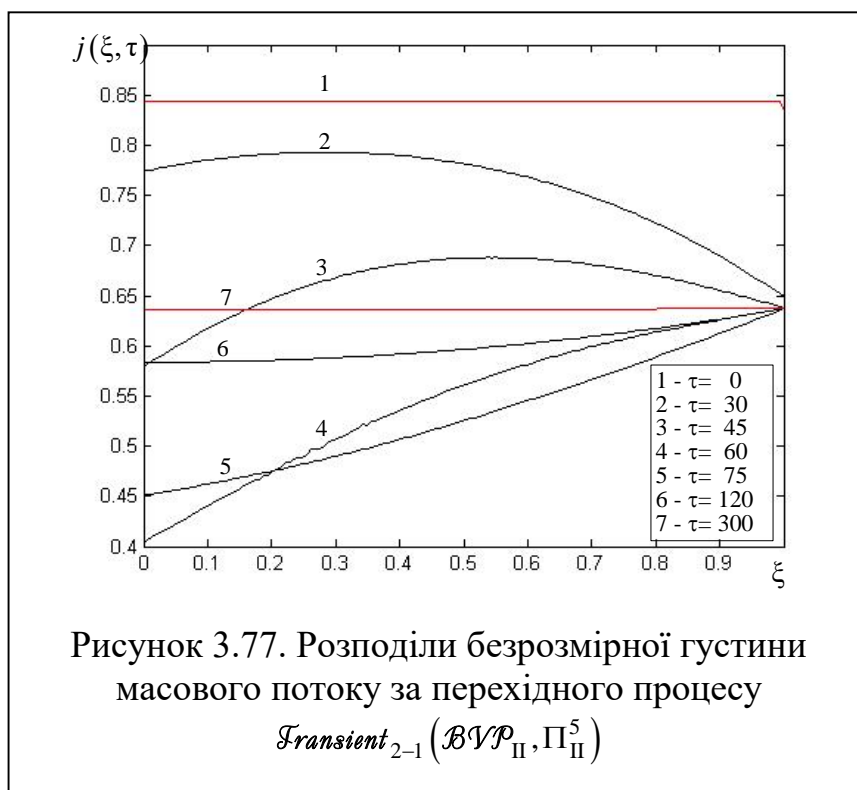 j(ξ,τ)
0.85
0.8
0.75
0.7
0.65
0.6
0.55
0.5
0.45
0.4
1
2
3
7
6
4
5
1 - τ= 0
2 - τ= 30
3 - τ= 45
4 - τ= 60
5 - τ= 75
6 - τ= 120
7 - τ= 300
0 0.1 0.2 0.3 0.4 0.5 0.6 0.7 0.8 0.9 ξ
Рисунок 3.77. Розподіли безрозмірної густини
масового потоку за перехідного процесу
𝒯ransient₂₋₁(ℬ𝒱𝒫_II, Π_II^5)